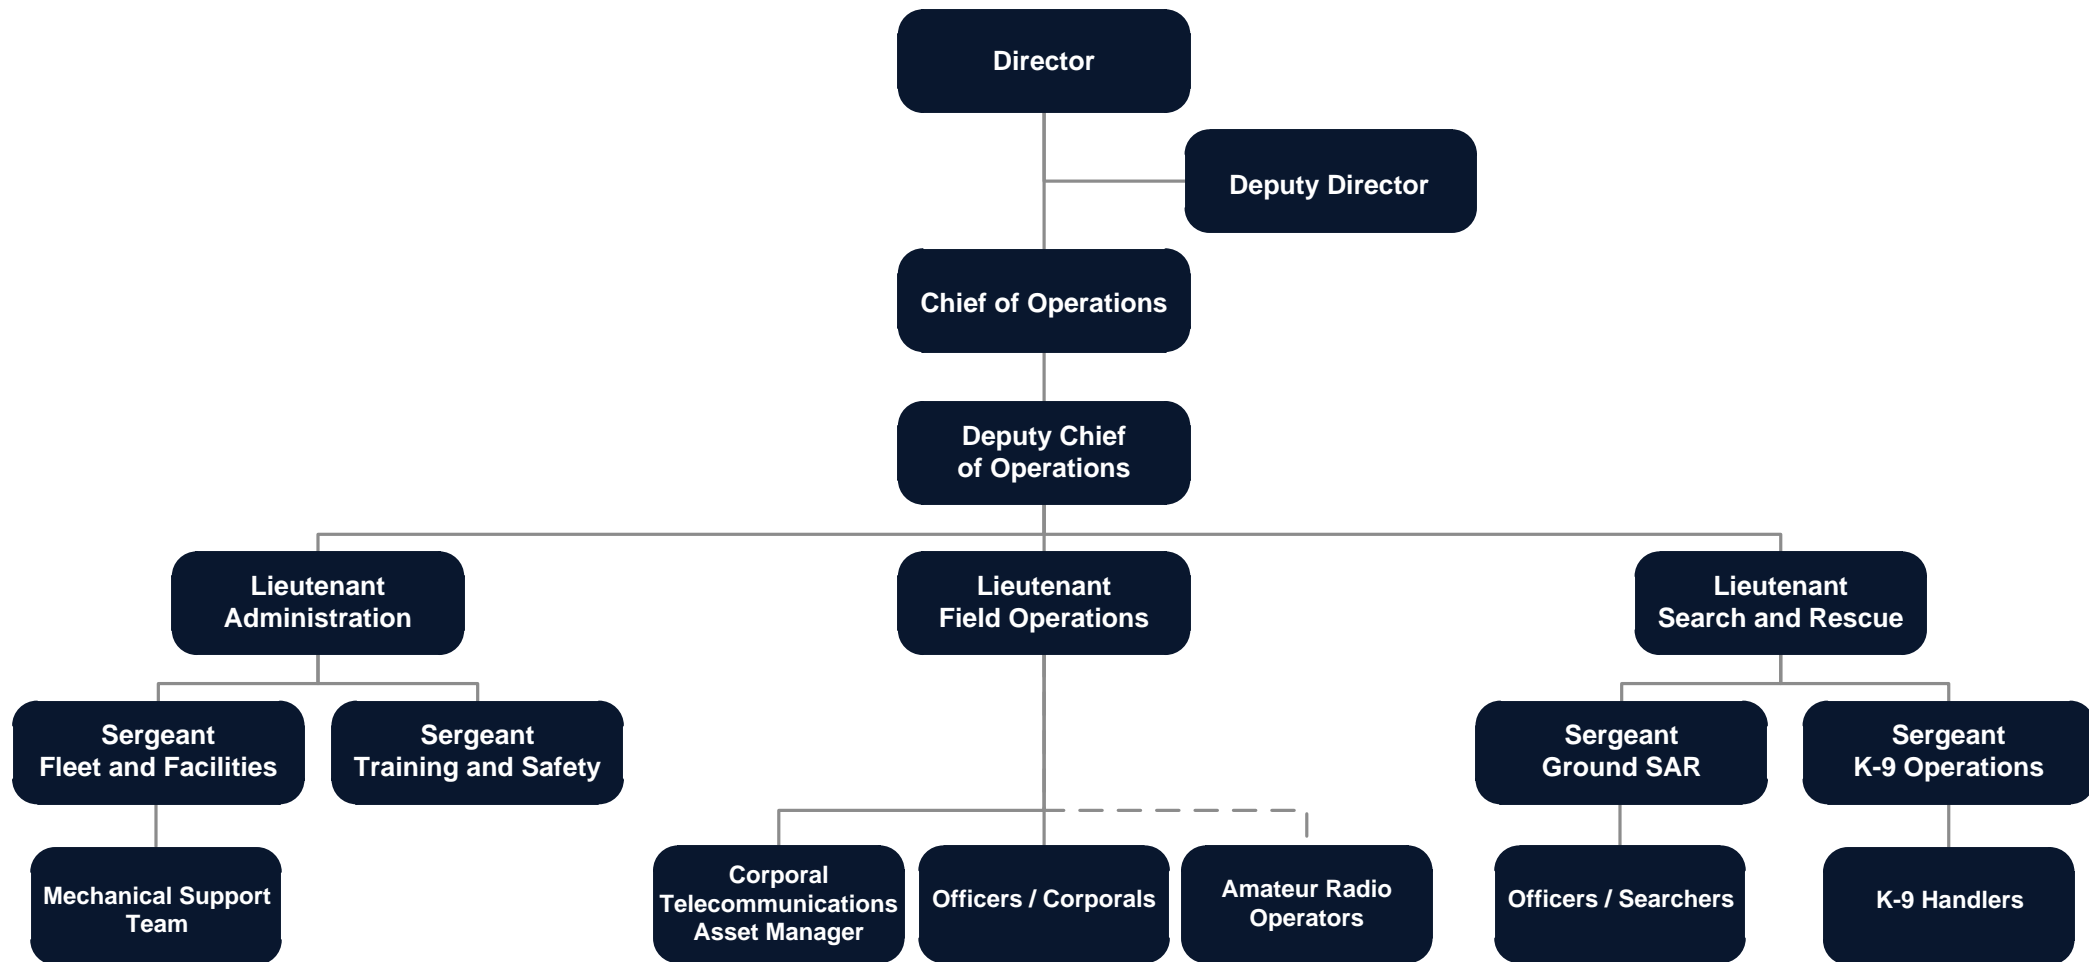 Director
Deputy Director
Chief of Operations
Deputy Chief
of Operations
Lieutenant
Administration
Lieutenant
Field Operations
Lieutenant
Search and Rescue
Sergeant
Fleet and Facilities
Sergeant
Training and Safety
Sergeant
Ground SAR
Sergeant
K-9 Operations
Mechanical Support
Team
Corporal
Telecommunications
Asset Manager
Officers / Corporals
Amateur Radio
Operators
Officers / Searchers
K-9 Handlers